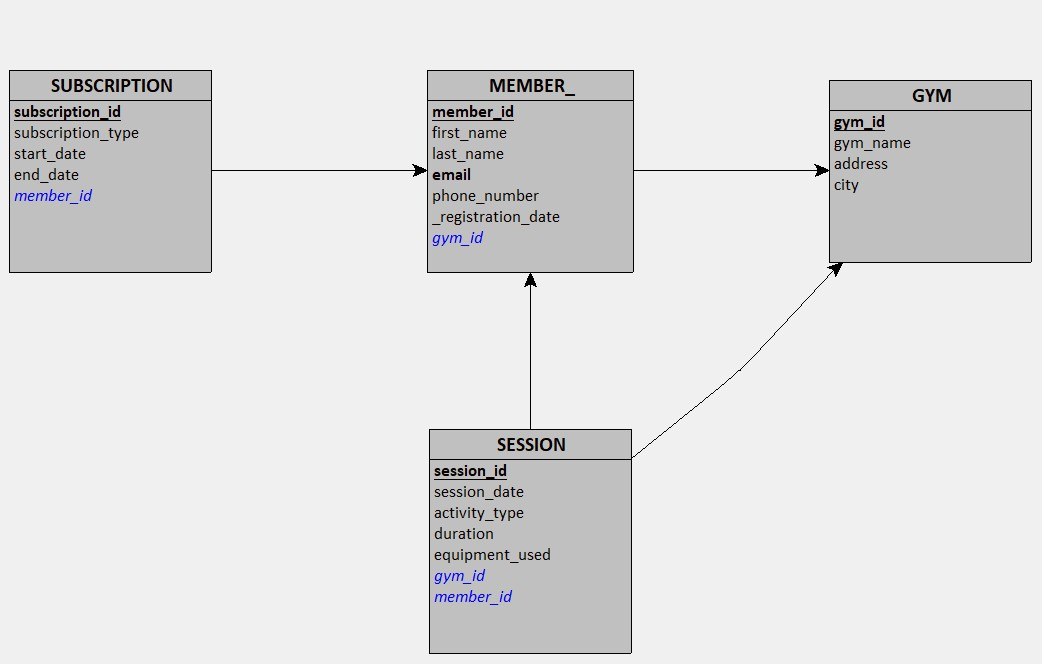 SUBSCRIPTION
subscription_id
subscription_type
start_date
end_date
member_id
MEMBER_
member_id
first_name
last_name
email
phone_number
_registration_date
gym_id
GYM
gym_id
gym_name
address
city
SESSION
session_id
session_date
activity_type
duration
equipment_used
gym_id
member_id